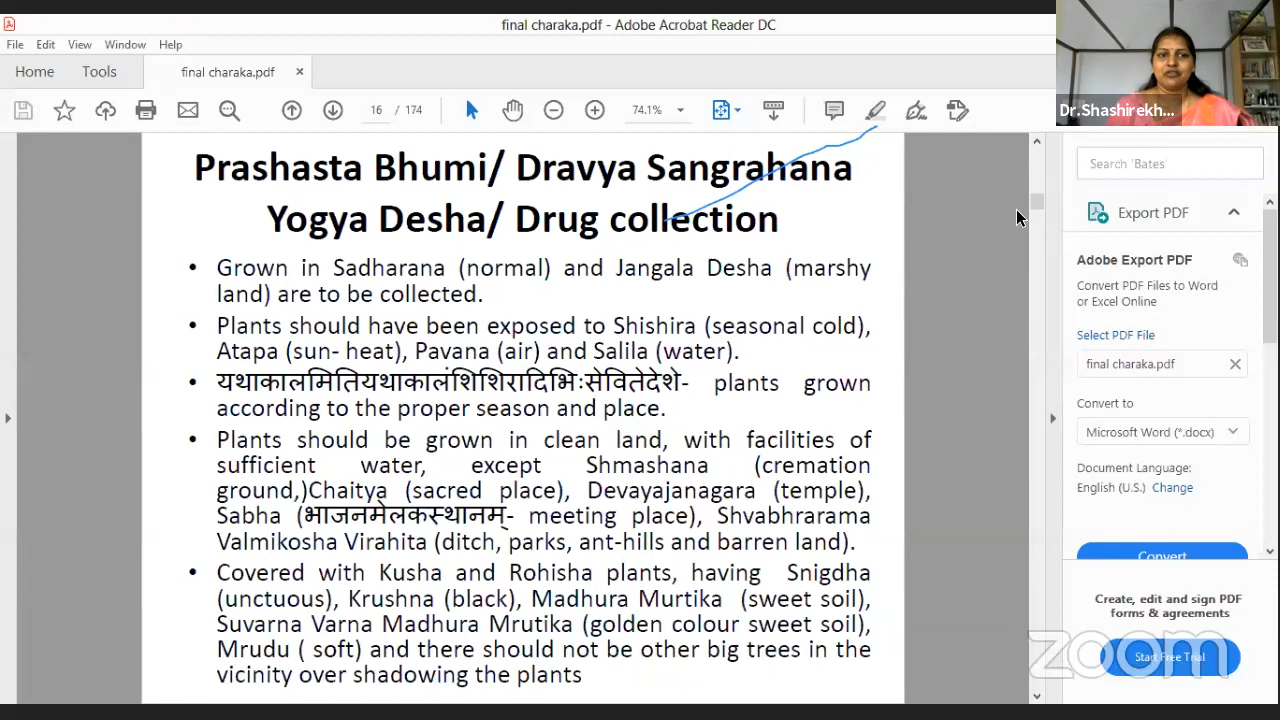 final charaka.pdf - Adobe Acrobat Reader DC
File Edit View Window Help
Home Tools final charaka.pdf ×
16 / 174 74.1%
Dr.Shashirekh...
Prashasta Bhumi/ Dravya Sangrahana
Yogya Desha/ Drug collection
• Grown in Sadharana (normal) and Jangala Desha (marshy
land) are to be collected.
• Plants should have been exposed to Shishira (seasonal cold),
Atapa (sun- heat), Pavana (air) and Salila (water).
• यथाकालमितियथाकालंशिशिरादिभिःसेवितेदेशे- plants grown
according to the proper season and place.
• Plants should be grown in clean land, with facilities of
sufficient water, except Shmashana (cremation
ground,)Chaitya (sacred place), Devayajanagara (temple),
Sabha (भाजनमेलकस्थानम्- meeting place), Shvabhrarama
Valmikosha Virahita (ditch, parks, ant-hills and barren land).
• Covered with Kusha and Rohisha plants, having Snigdha
(unctuous), Krushna (black), Madhura Murtika (sweet soil),
Suvarna Varna Madhura Mrutika (golden colour sweet soil),
Mrudu ( soft) and there should not be other big trees in the
vicinity over shadowing the plants
Search 'Bates'
Export PDF
Adobe Export PDF
Convert PDF Files to Word
or Excel Online
Select PDF File
final charaka.pdf
Convert to
Microsoft Word (*.docx)
Document Language:
English (U.S.) Change
Convert
Create, edit and sign PDF
forms & agreements
Start Free Trial
zoom